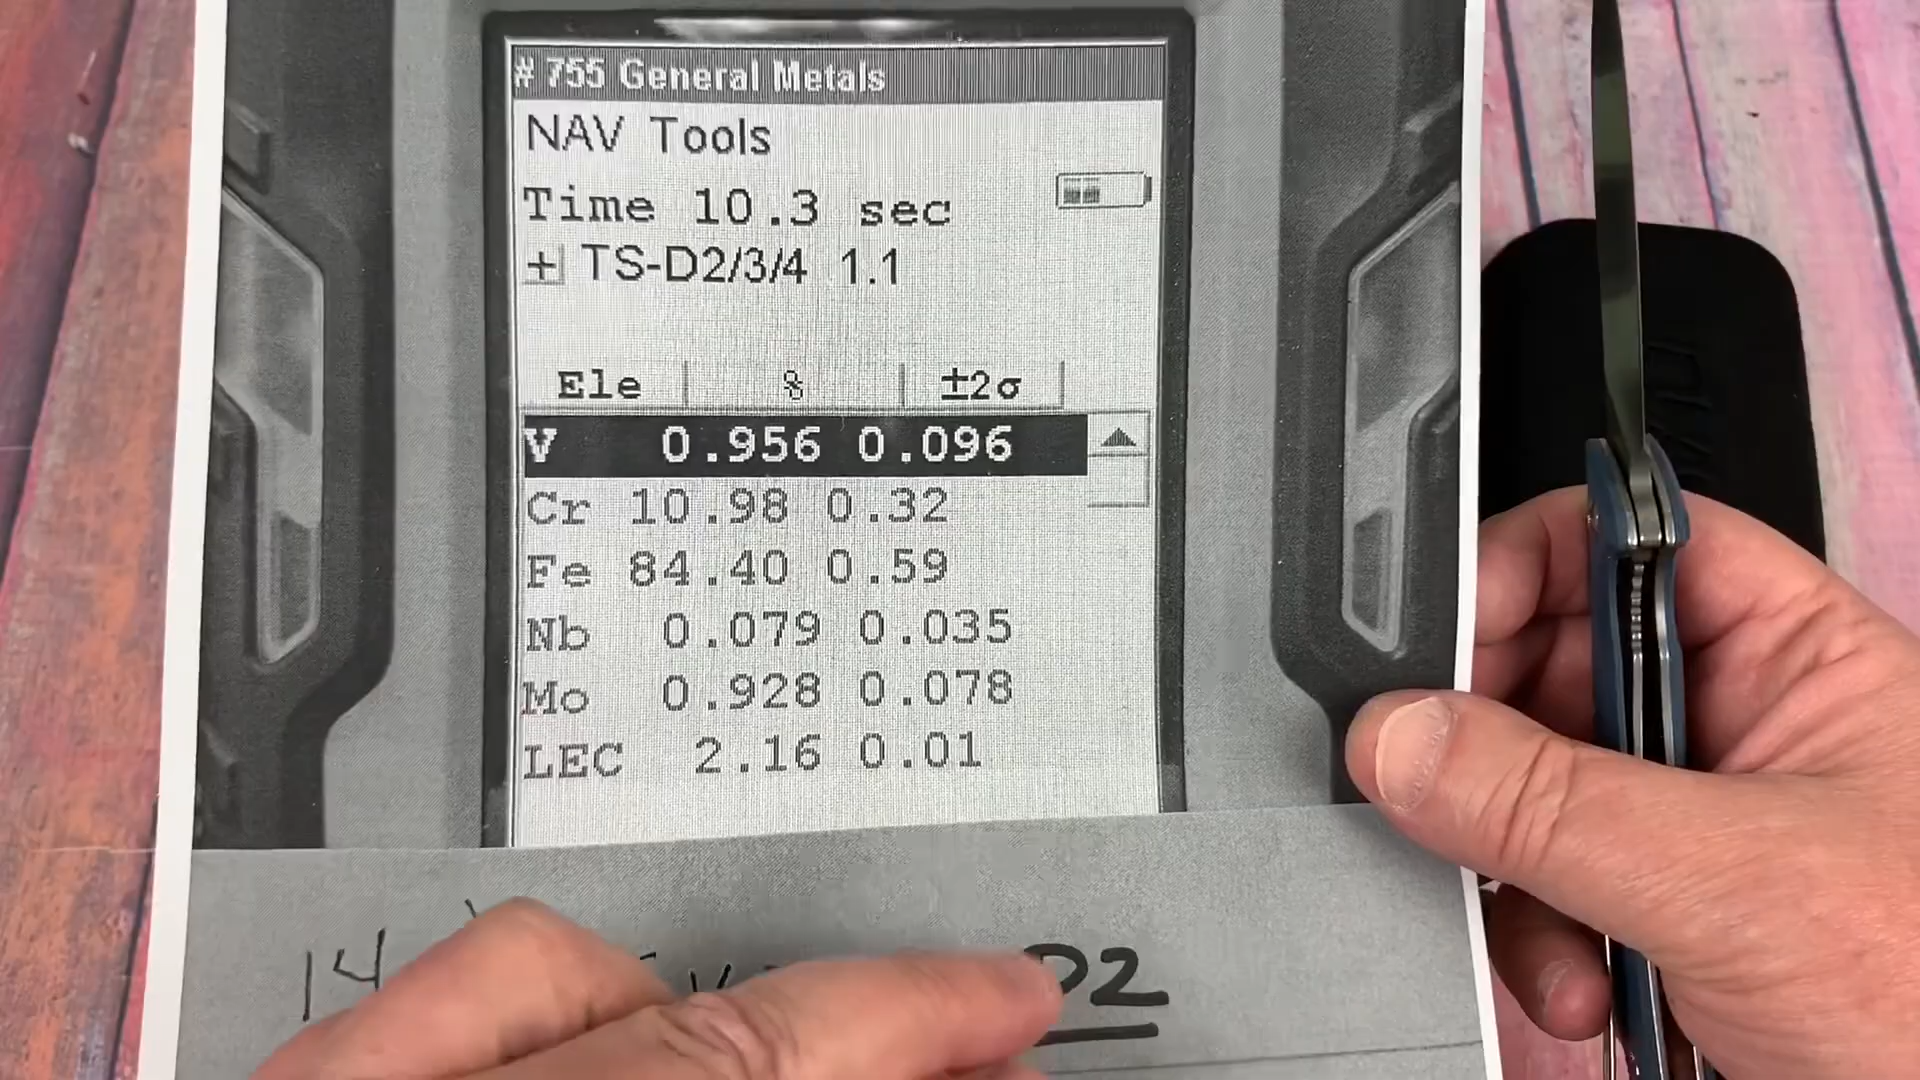 # 755 General Metals
NAV Tools
Time 10.3 sec
+ TS-D2/3/4 1.1
Ele % ±2σ
V 0.956 0.096
Cr 10.98 0.32
Fe 84.40 0.59
Nb 0.079 0.035
Mo 0.928 0.078
LEC 2.16 0.01
14 D2